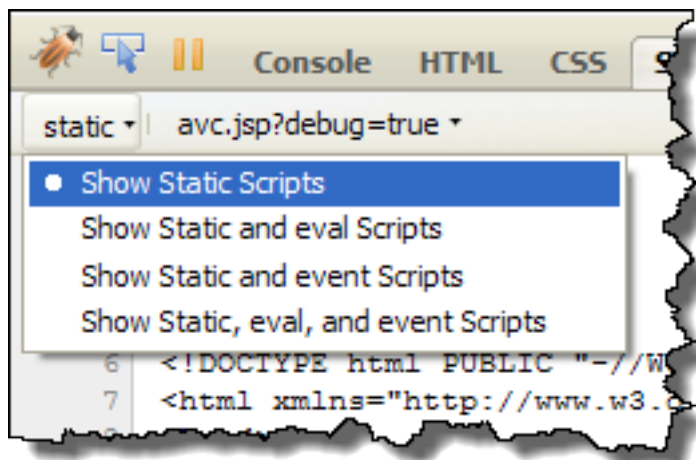 Console HTML CSS S
static avc.jsp?debug=true
Show Static Scripts
Show Static and eval Scripts
Show Static and event Scripts
Show Static, eval, and event Scripts
6 <!DOCTYPE html PUBLIC "-//W
7 <html xmlns="http://www.w3.